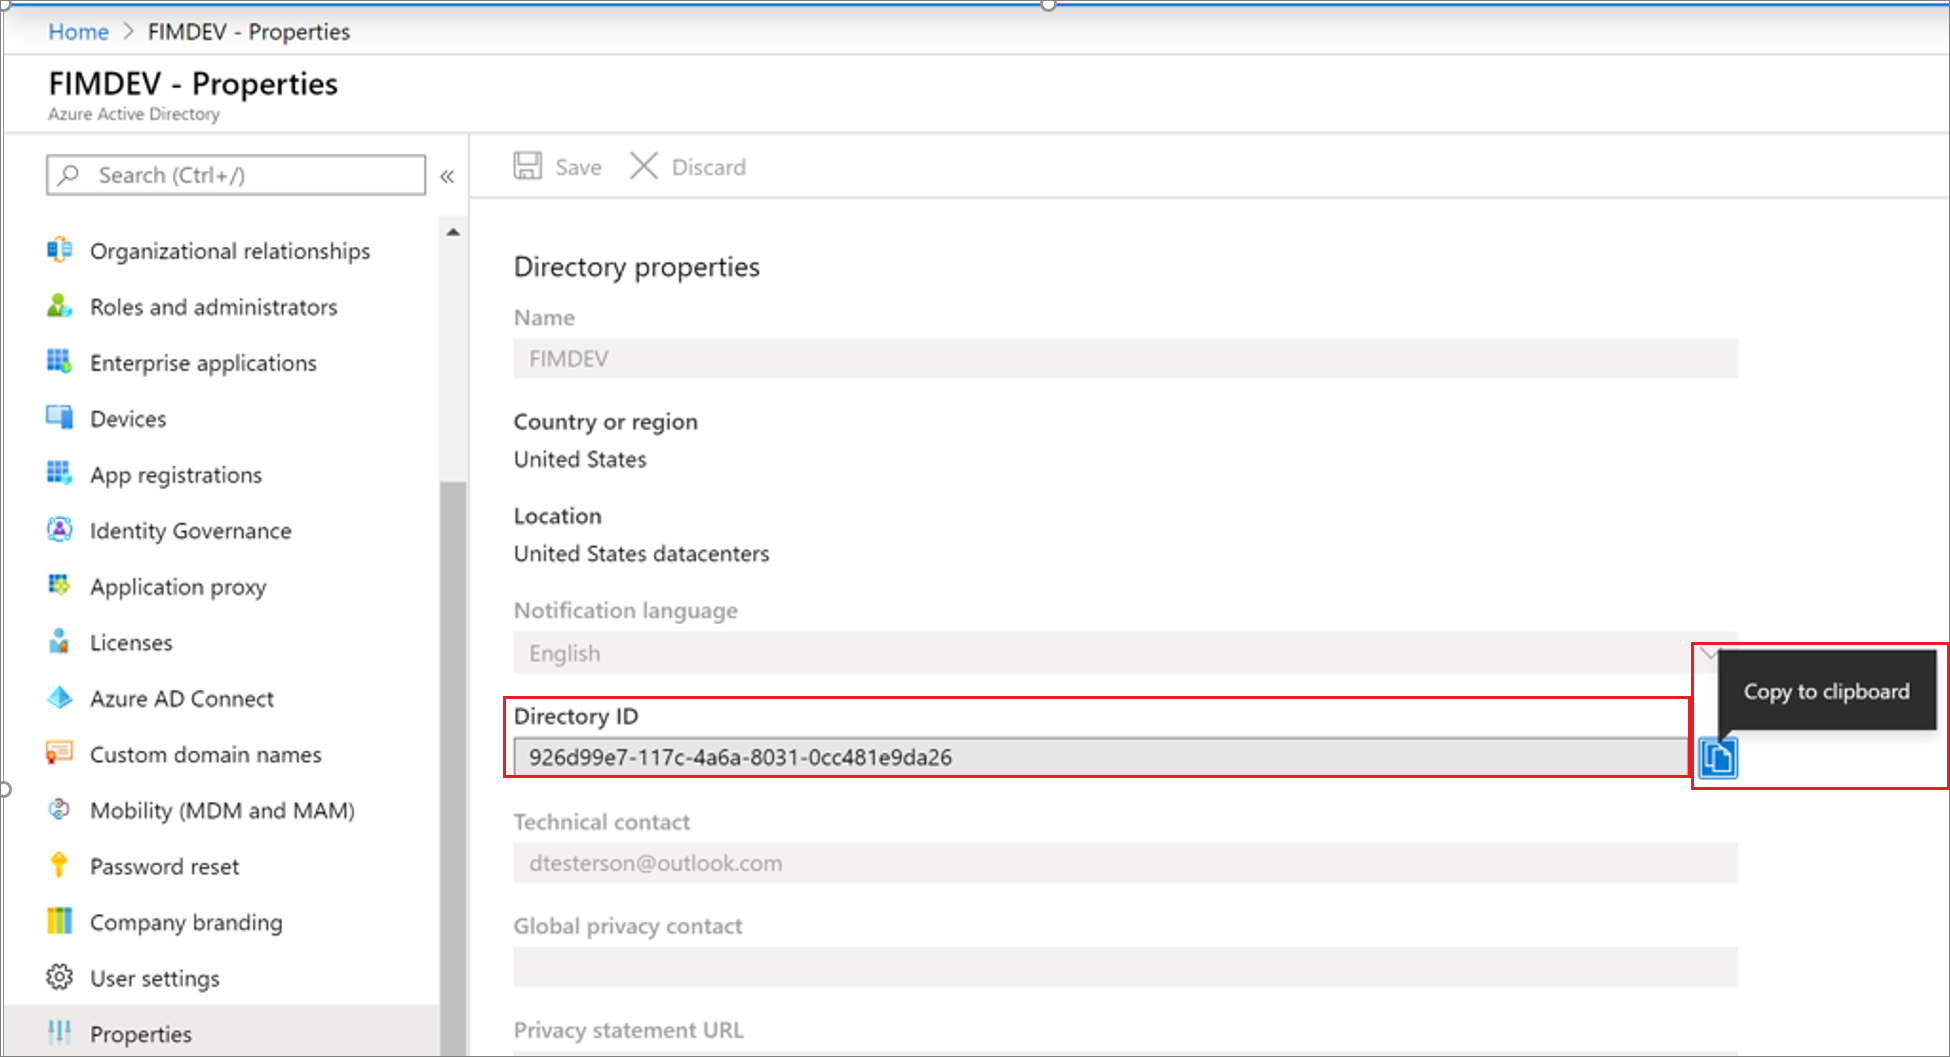 Home > FIMDEV - Properties
FIMDEV - Properties
Azure Active Directory
Search (Ctrl+/)
«
Organizational relationships
Roles and administrators
Enterprise applications
Devices
App registrations
Identity Governance
Application proxy
Licenses
Azure AD Connect
Custom domain names
Mobility (MDM and MAM)
Password reset
Company branding
User settings
Properties
Save
Discard
Directory properties
Name
FIMDEV
Country or region
United States
Location
United States datacenters
Notification language
English
Directory ID
926d99e7-117c-4a6a-8031-0cc481e9da26
Copy to clipboard
Technical contact
dtesterson@outlook.com
Global privacy contact
Privacy statement URL